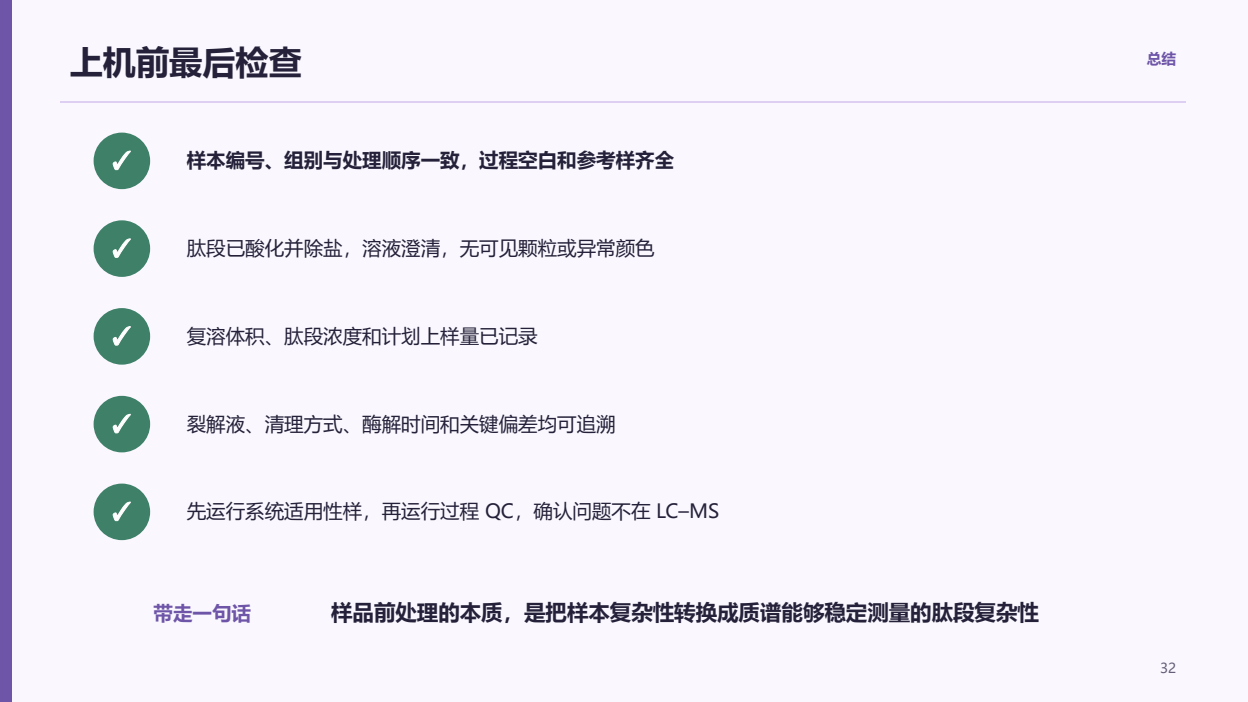 上机前最后检查
总结
✓ 样本编号、组别与处理顺序一致，过程空白和参考样齐全
✓ 肽段已酸化并除盐，溶液澄清，无可见颗粒或异常颜色
✓ 复溶体积、肽段浓度和计划上样量已记录
✓ 裂解液、清理方式、酶解时间和关键偏差均可追溯
✓ 先运行系统适用性样，再运行过程 QC，确认问题不在 LC–MS
带走一句话 样品前处理的本质，是把样本复杂性转换成质谱能够稳定测量的肽段复杂性
32